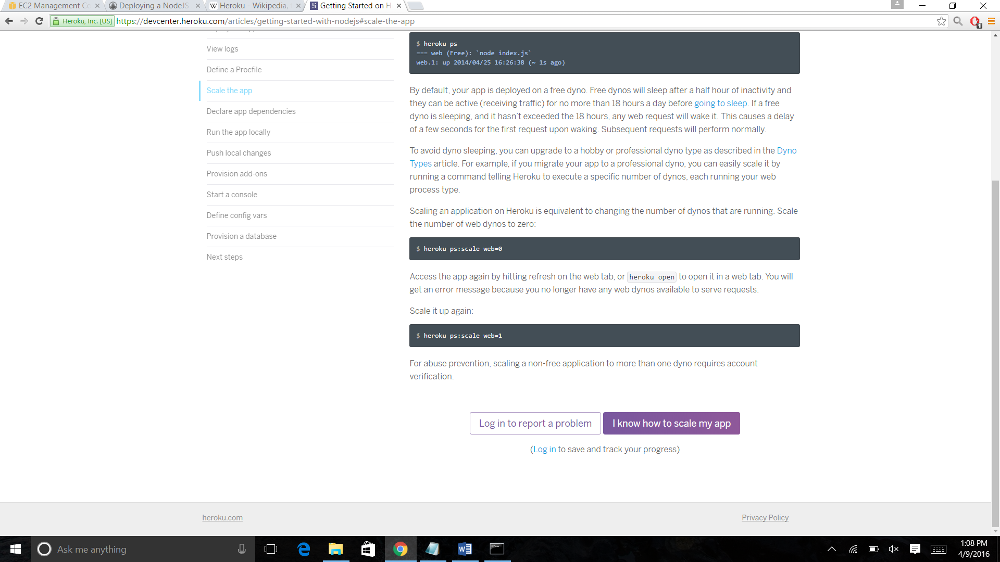 EC2 Management Co
Deploying a NodeJS
Heroku - Wikipedia,
Getting Started on H
Heroku, Inc. [US]
https://devcenter.heroku.com/articles/getting-started-with-nodejs#scale-the-app
1
View logs
Define a Procfile
Scale the app
Declare app dependencies
Run the app locally
Push local changes
Provision add-ons
Start a console
Define config vars
Provision a database
Next steps
$ heroku ps
=== web (Free): `node index.js`
web.1: up 2014/04/25 16:26:38 (~ 1s ago)
By default, your app is deployed on a free dyno. Free dynos will sleep after a half hour of inactivity and
they can be active (receiving traffic) for no more than 18 hours a day before going to sleep. If a free
dyno is sleeping, and it hasn't exceeded the 18 hours, any web request will wake it. This causes a delay
of a few seconds for the first request upon waking. Subsequent requests will perform normally.
To avoid dyno sleeping, you can upgrade to a hobby or professional dyno type as described in the Dyno
Types article. For example, if you migrate your app to a professional dyno, you can easily scale it by
running a command telling Heroku to execute a specific number of dynos, each running your web
process type.
Scaling an application on Heroku is equivalent to changing the number of dynos that are running. Scale
the number of web dynos to zero:
$ heroku ps:scale web=0
Access the app again by hitting refresh on the web tab, or heroku open to open it in a web tab. You will
get an error message because you no longer have any web dynos available to serve requests.
Scale it up again:
$ heroku ps:scale web=1
For abuse prevention, scaling a non-free application to more than one dyno requires account
verification.
Log in to report a problem
I know how to scale my app
(Log in to save and track your progress)
heroku.com
Privacy Policy
Ask me anything
1:08 PM
4/9/2016